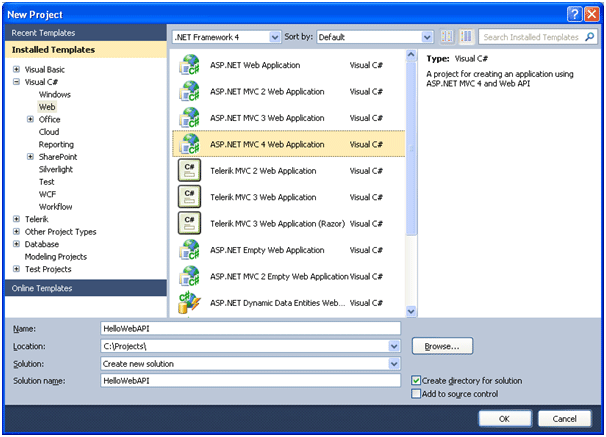 New Project
Recent Templates
Installed Templates
Visual Basic
Visual C#
Windows
Web
Office
Cloud
Reporting
SharePoint
Silverlight
Test
WCF
Workflow
Telerik
Other Project Types
Database
Modeling Projects
Test Projects
Online Templates
.NET Framework 4 Sort by: Default Search Installed Templates
ASP.NET Web Application Visual C#
ASP.NET MVC 2 Web Application Visual C#
ASP.NET MVC 3 Web Application Visual C#
ASP.NET MVC 4 Web Application Visual C#
Telerik MVC 2 Web Application Visual C#
Telerik MVC 3 Web Application Visual C#
Telerik MVC 3 Web Application (Razor) Visual C#
ASP.NET Empty Web Application Visual C#
ASP.NET MVC 2 Empty Web Application Visual C#
ASP.NET Dynamic Data Entities Web... Visual C#
Type: Visual C#
A project for creating an application using
ASP.NET MVC 4 and Web API
Name: HelloWebAPI
Location: C:\Projects\ Browse...
Solution: Create new solution
Solution name: HelloWebAPI
Create directory for solution
Add to source control
OK Cancel